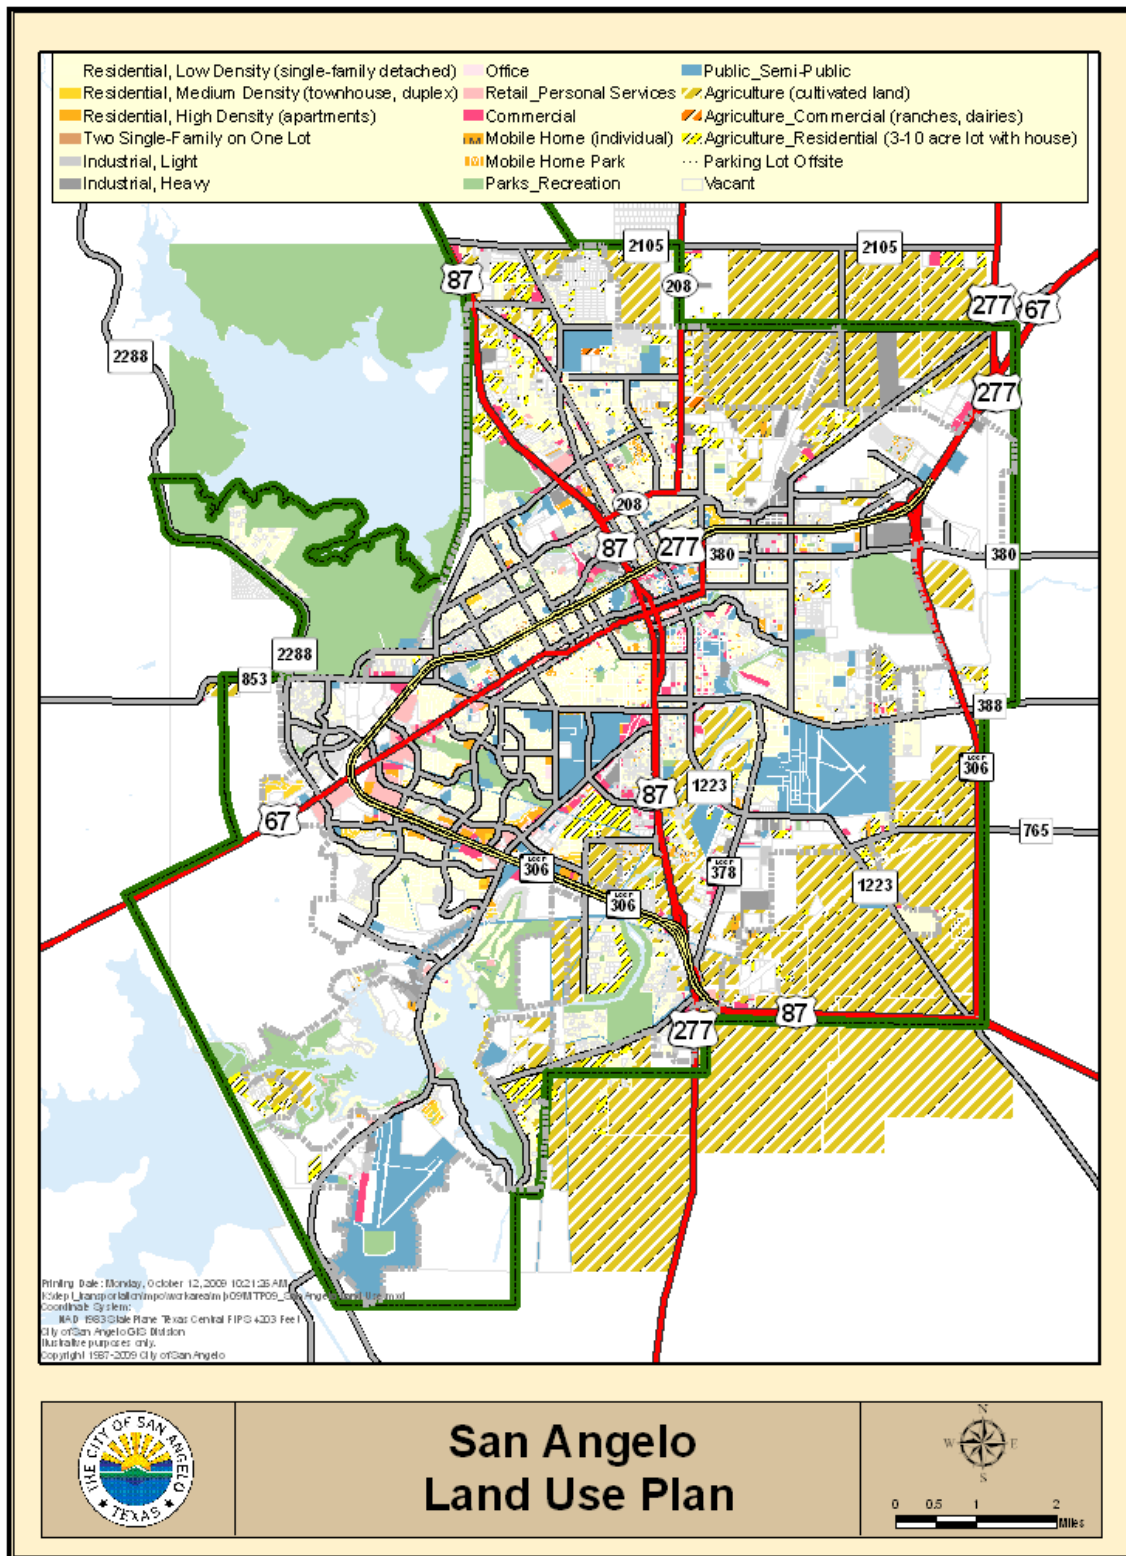 Residential, Low Density (single-family detached)
Residential, Medium Density (townhouse, duplex)
Residential, High Density (apartments)
Two Single-Family on One Lot
Industrial, Light
Industrial, Heavy
Office
Retail_Personal Services
Commercial
Mobile Home (individual)
Mobile Home Park
Parks_Recreation
Public_Semi-Public
Agriculture (cultivated land)
Agriculture_Commercial (ranches, dairies)
Agriculture_Residential (3-10 acre lot with house)
Parking Lot Offsite
Vacant
2105
2105
87
208
277
67
2288
277
208
87
277
380
380
2288
853
388
LOOP
306
87
1223
67
765
LOOP
306
LOOP
378
1223
LOOP
306
87
277
Printing Date: Monday, October 12, 2009 10:21:26 AM
Coordinate System:
NAD 1983 State Plane Texas Central FIPS 4203 Feet
City of San Angelo GIS Division
Illustrative purposes only.
Copyright 1987-2009 City of San Angelo
THE CITY OF SAN ANGELO
TEXAS
San Angelo
Land Use Plan
N
W E
S
0 0.5 1 2
Miles